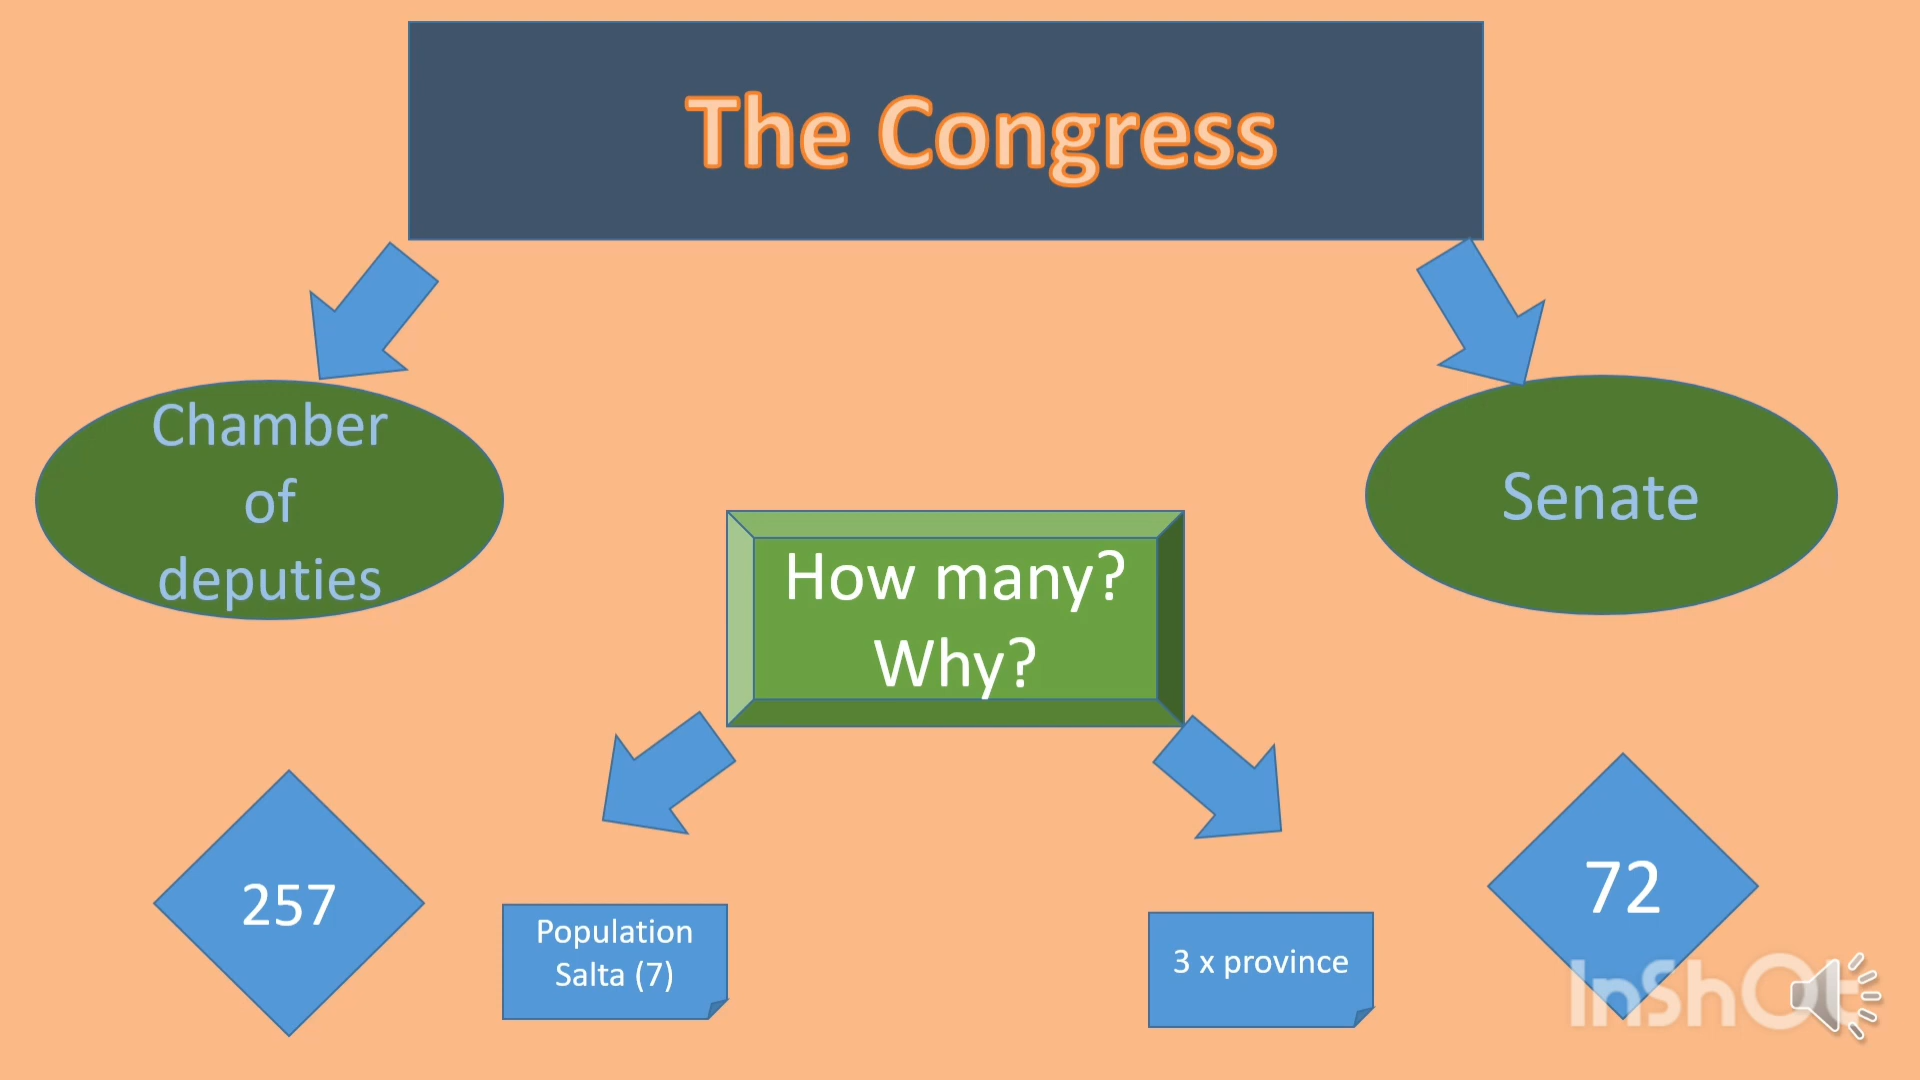 The Congress
Chamber
of
deputies
Senate
How many?
Why?
257
Population
Salta (7)
3 x province
72
InShOt